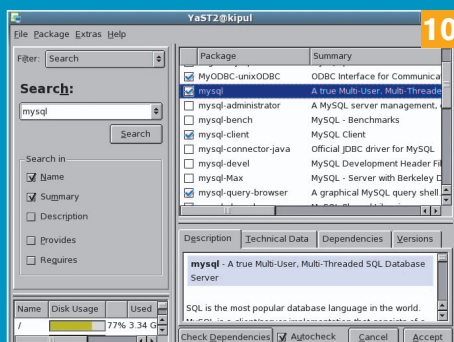 YaST2@kipul
10
File Package Extras Help
Filter: Search
Search:
mysql
Search
Search in
Name
Summary
Description
Provides
Requires
Name Disk Usage Used
/ 77% 3.34 G
Package Summary
MyODBC-unixODBC ODBC Interface for Communica
mysql A true Multi-User, Multi-Threade
mysql-administrator A MySQL server management,
mysql-bench MySQL - Benchmarks
mysql-client MySQL Client
mysql-connector-java Official JDBC driver for MySQL
mysql-devel MySQL Development Header Fil
mysql-Max MySQL - Server with Berkeley D
mysql-query-browser A graphical MySQL query shell
Description Technical Data Dependencies Versions
mysql - A true Multi-User, Multi-Threaded SQL Database
Server
SQL is the most popular database language in the world.
Check Dependencies Autocheck Cancel Accept